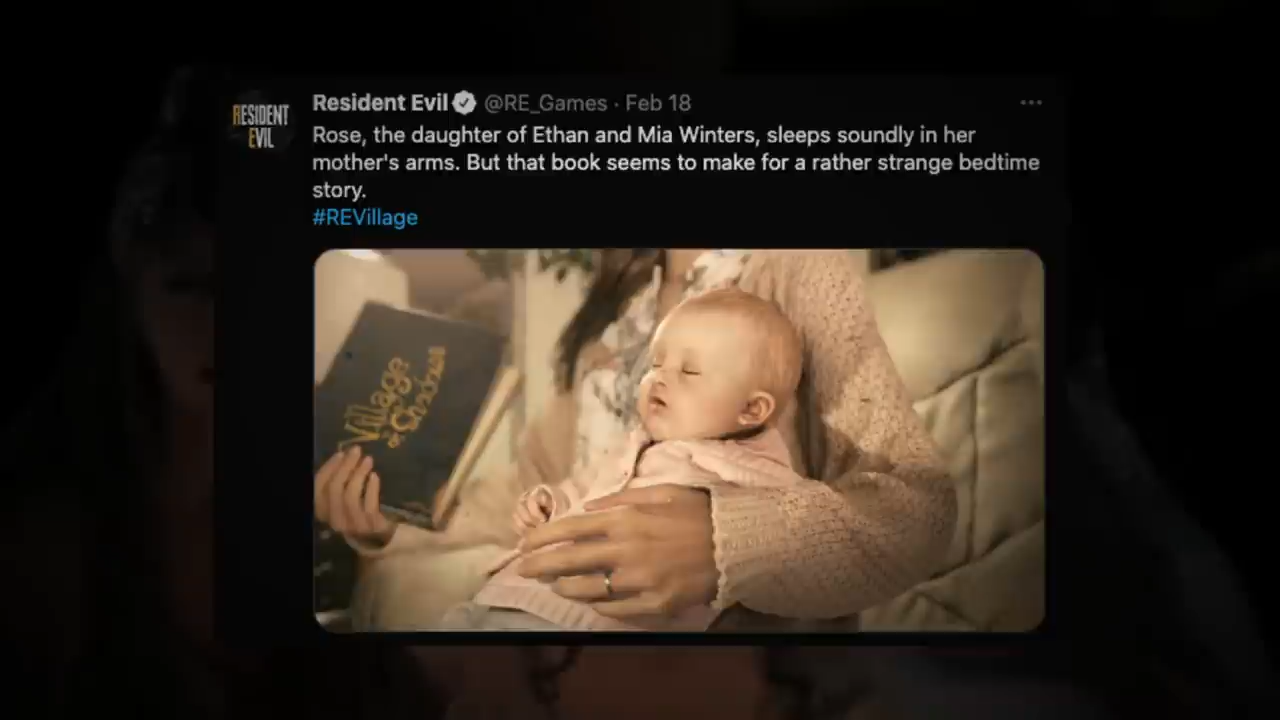 RESIDENT
EVIL
Resident Evil @RE_Games · Feb 18
Rose, the daughter of Ethan and Mia Winters, sleeps soundly in her
mother's arms. But that book seems to make for a rather strange bedtime
story.
#REVillage
Village
of
Shadows